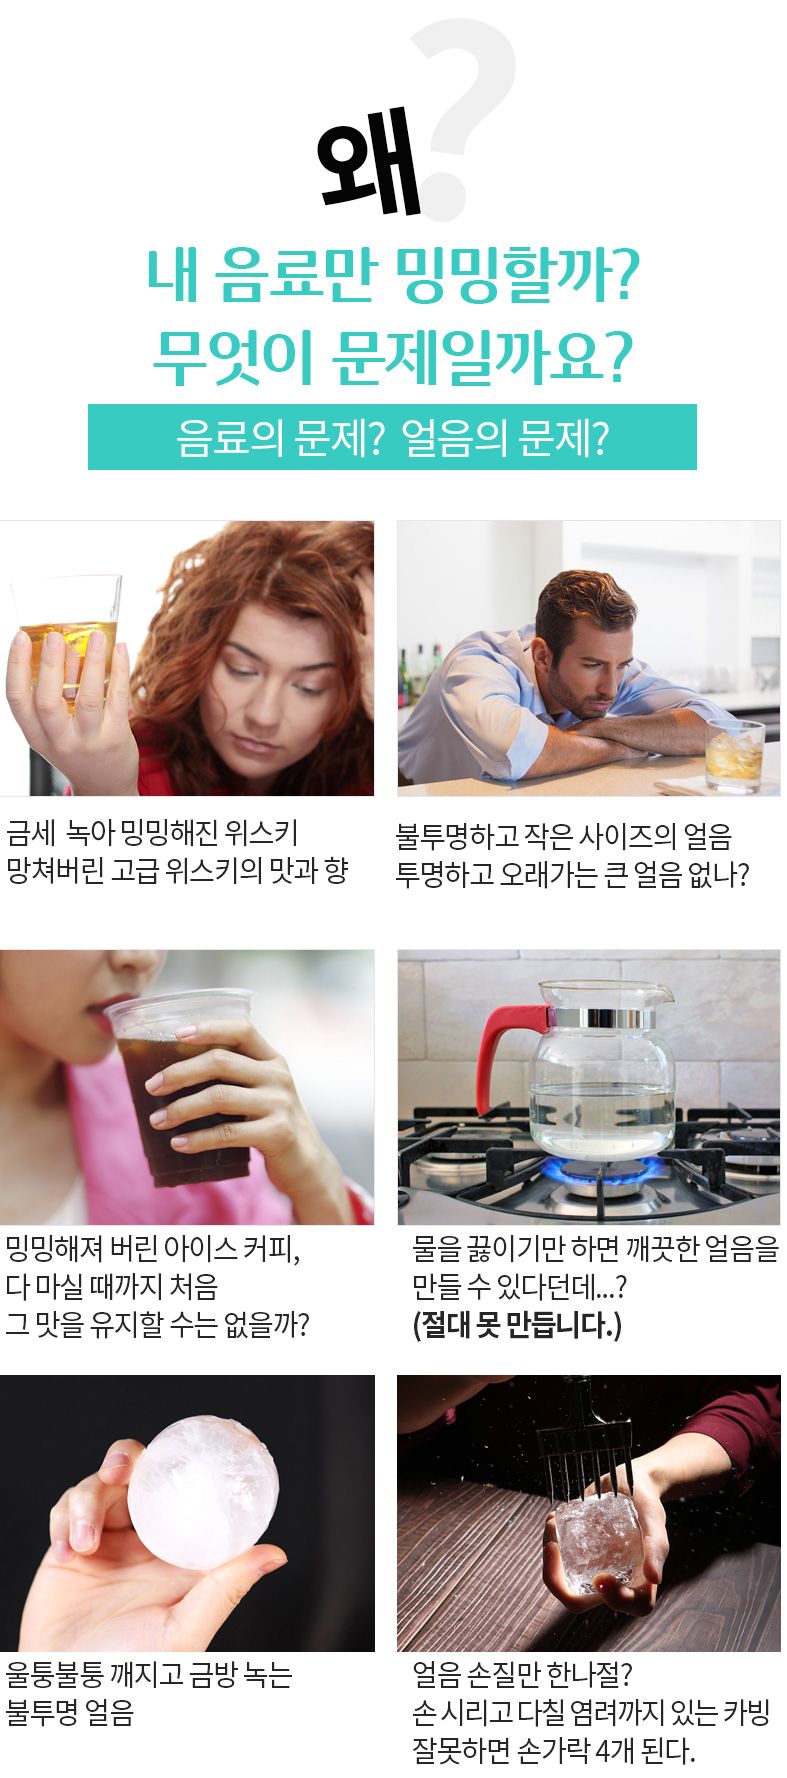 왜?
내 음료만 밍밍할까?
무엇이 문제일까요?
음료의 문제? 얼음의 문제?
금세 녹아 밍밍해진 위스키
망쳐버린 고급 위스키의 맛과 향
불투명하고 작은 사이즈의 얼음
투명하고 오래가는 큰 얼음 없나?
밍밍해져 버린 아이스 커피,
다 마실 때까지 처음
그 맛을 유지할 수는 없을까?
물을 끓이기만 하면 깨끗한 얼음을
만들 수 있다던데...?
(절대 못 만듭니다.)
울퉁불퉁 깨지고 금방 녹는
불투명 얼음
얼음 손질만 한나절?
손 시리고 다칠 염려까지 있는 카빙
잘못하면 손가락 4개 된다.